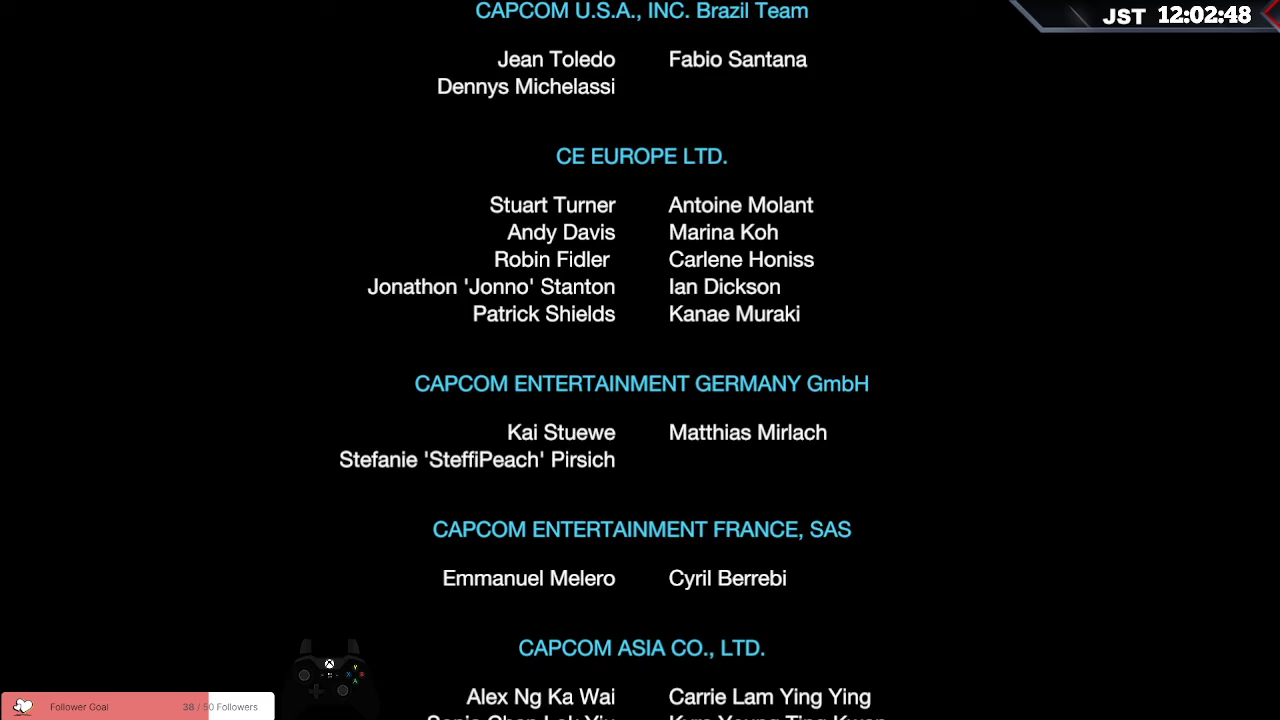 CAPCOM U.S.A., INC. Brazil Team
JST 12:02:48
Jean Toledo Fabio Santana
Dennys Michelassi
CE EUROPE LTD.
Stuart Turner Antoine Molant
Andy Davis Marina Koh
Robin Fidler Carlene Honiss
Jonathon 'Jonno' Stanton Ian Dickson
Patrick Shields Kanae Muraki
CAPCOM ENTERTAINMENT GERMANY GmbH
Kai Stuewe Matthias Mirlach
Stefanie 'SteffiPeach' Pirsich
CAPCOM ENTERTAINMENT FRANCE, SAS
Emmanuel Melero Cyril Berrebi
CAPCOM ASIA CO., LTD.
Alex Ng Ka Wai Carrie Lam Ying Ying
Follower Goal 38 / 50 Followers